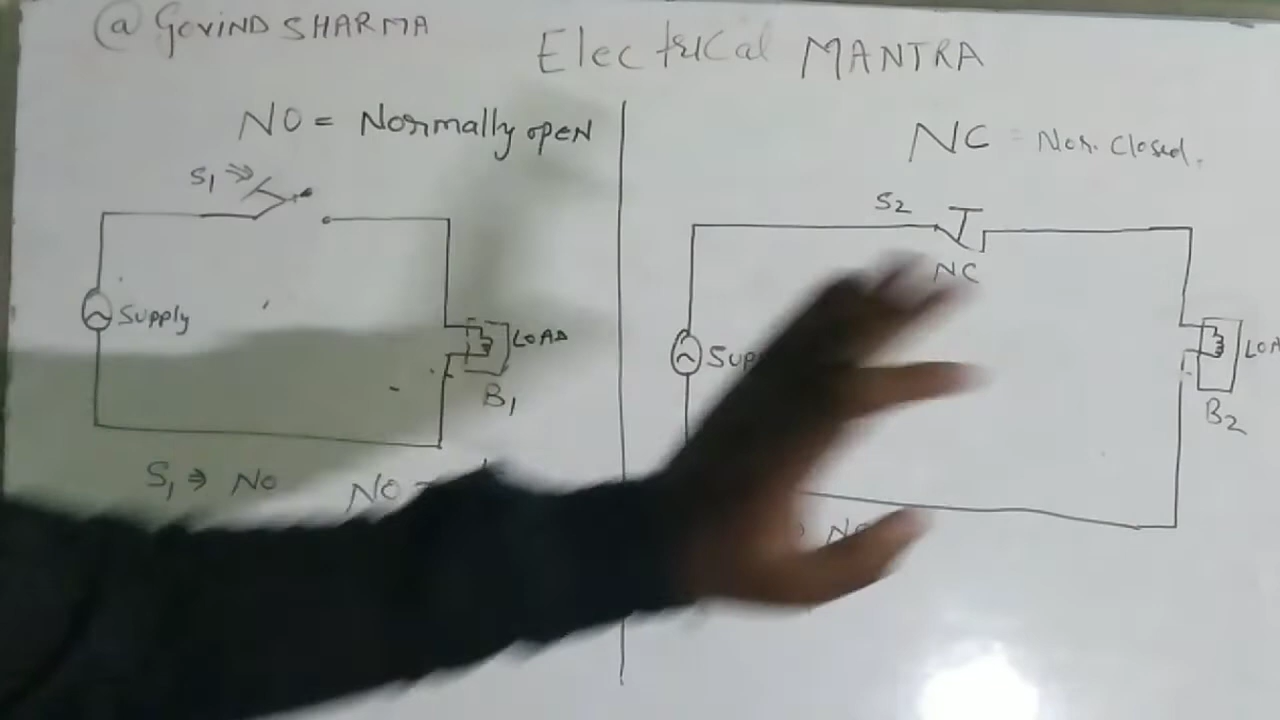 @ GOVIND SHARMA
Electrical MANTRA
NO = Normally open
S1 ⇒
Supply
LOAD
B1
S1 ⇒ NO
NO
NC = Nor. Closed.
S2
NC
B2